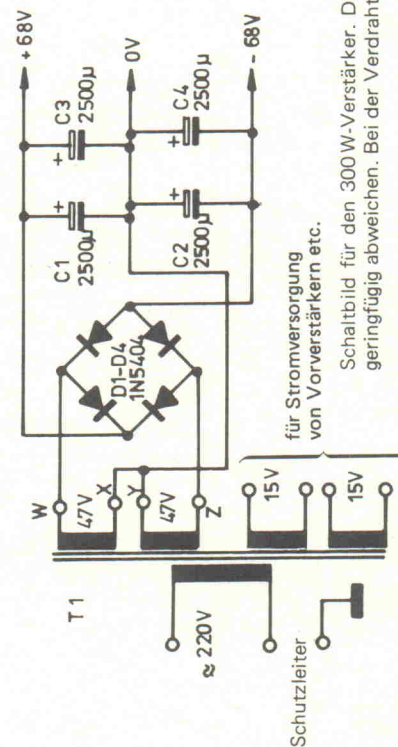 + 68V
0V
- 68V
C3
2500µ
+
C4
2500µ
+
C1
2500µ
+
C2
2500µ
+
D1-D4
1N5404
W
47V
X
Y
47V
Z
T 1
≈ 220V
15V
15V
Schutzleiter
für Stromversorgung
von Vorverstärkern etc.
Schaltbild für den 300 W-Verstärker. D
geringfügig abweichen. Bei der Verdraht